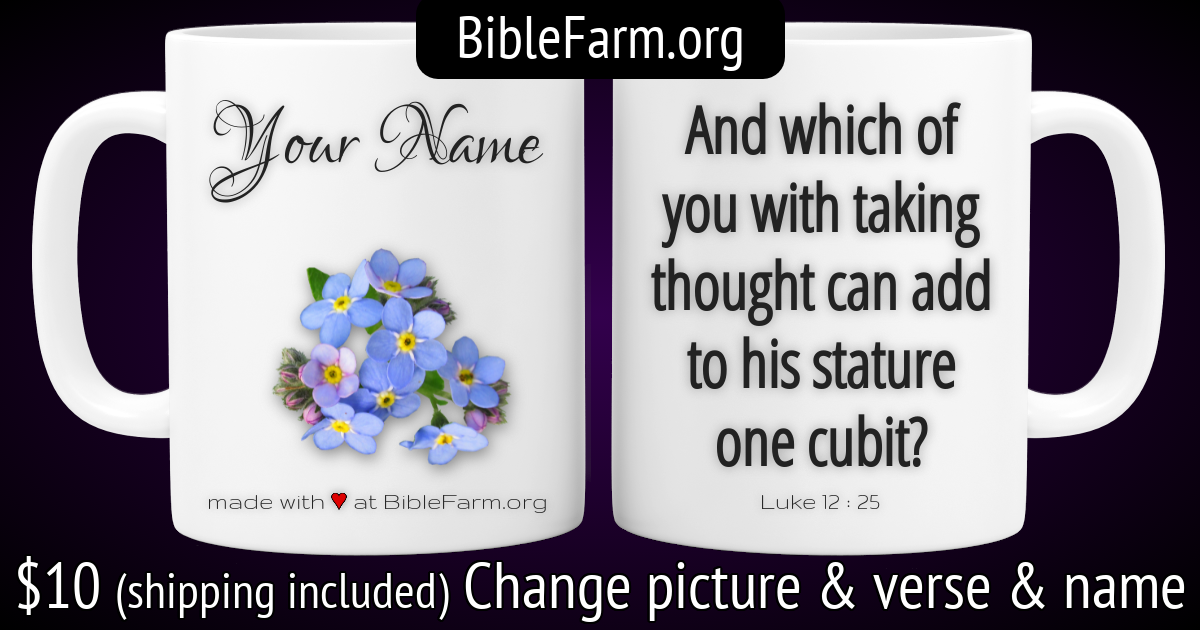 BibleFarm.org
Your Name
made with ♥ at BibleFarm.org
And which of
you with taking
thought can add
to his stature
one cubit?
Luke 12 : 25
$10 (shipping included) Change picture & verse & name